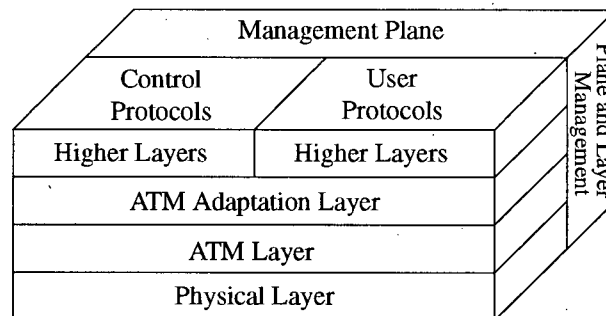 Management Plane
Control
Protocols
User
Protocols
Higher Layers
Higher Layers
ATM Adaptation Layer
ATM Layer
Physical Layer
Plane and Layer
Management